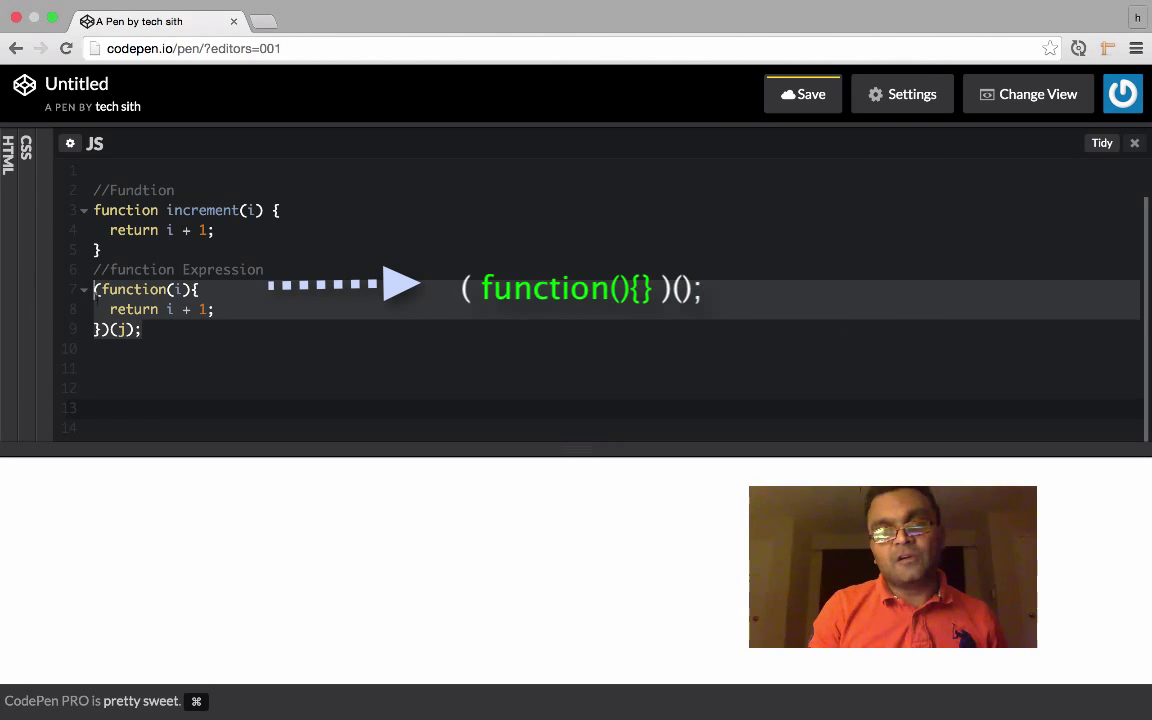 A Pen by tech sith
h
codepen.io/pen/?editors=001
Untitled
A PEN BY tech sith
Save
Settings
Change View
HTML
CSS
JS
Tidy
1
2 //Fundtion
3 function increment(i) {
4 return i + 1;
5 }
6 //function Expression
7 (function(i){
8 return i + 1;
9 })(j);
10
11
12
13
14
( function(){} )();
CodePen PRO is pretty sweet. ⌘